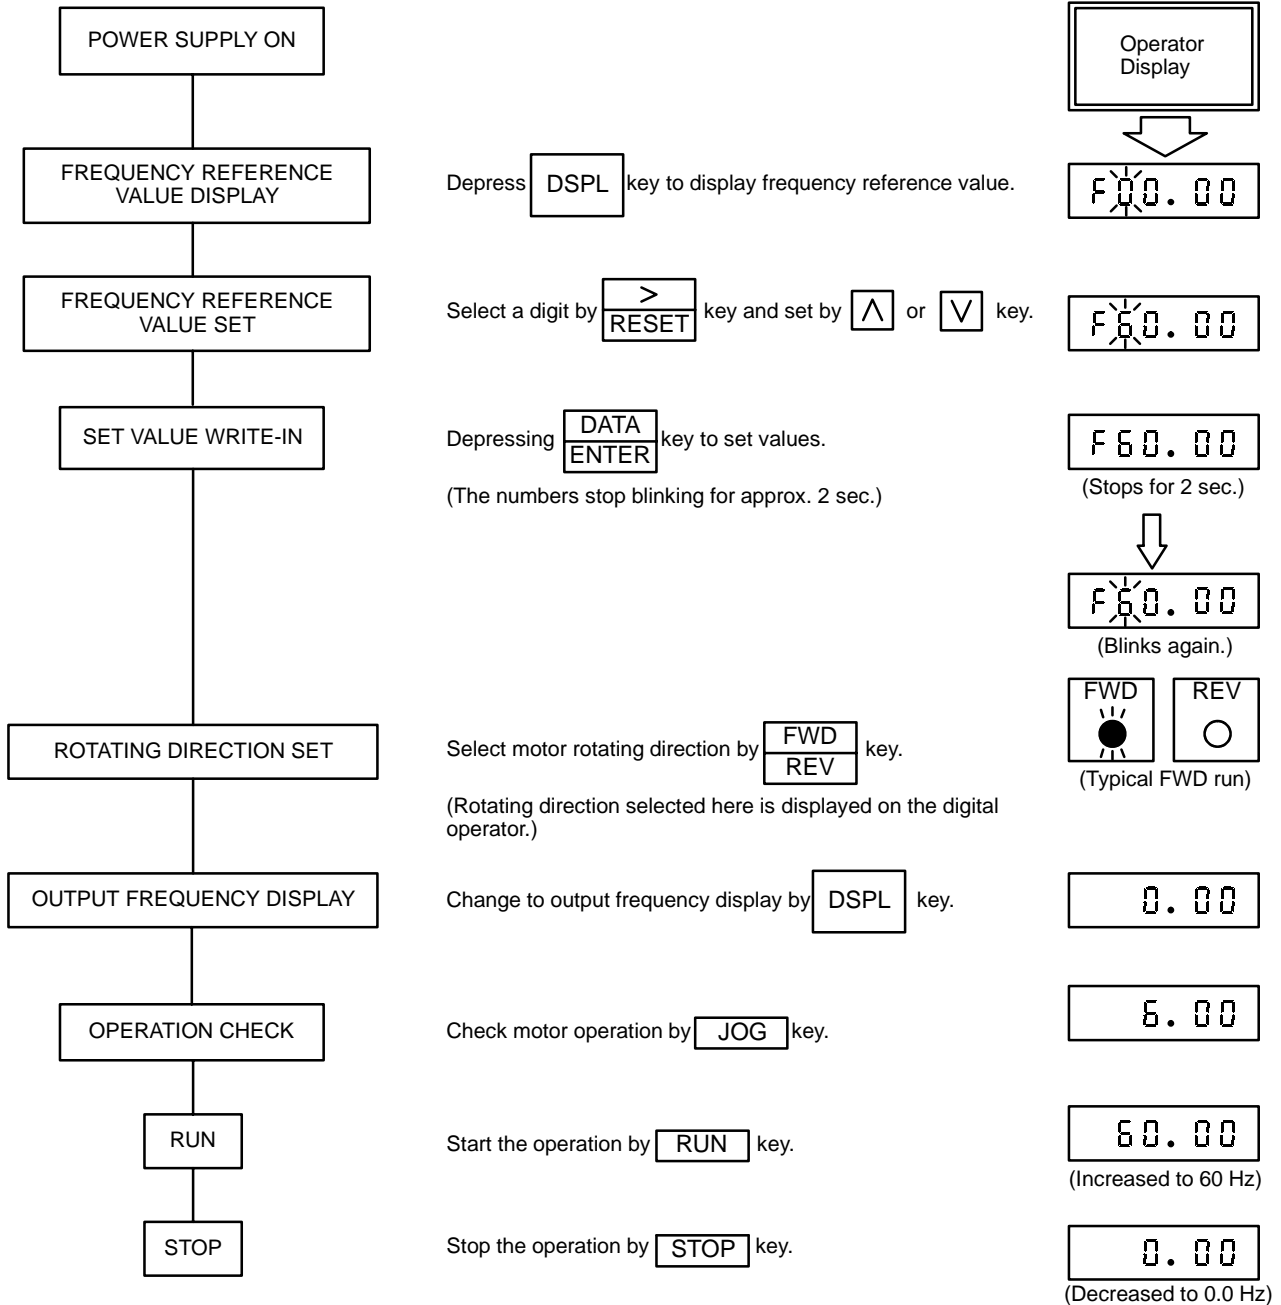 POWER SUPPLY ON
Operator
Display
FREQUENCY REFERENCE
VALUE DISPLAY
Depress DSPL key to display frequency reference value.
F00.00
FREQUENCY REFERENCE
VALUE SET
Select a digit by > RESET key and set by ∧ or ∨ key.
F60.00
SET VALUE WRITE-IN
Depressing DATA ENTER key to set values.
F60.00
(The numbers stop blinking for approx. 2 sec.)
(Stops for 2 sec.)
F60.00
(Blinks again.)
FWD REV
ROTATING DIRECTION SET
Select motor rotating direction by FWD REV key.
(Typical FWD run)
(Rotating direction selected here is displayed on the digital
operator.)
OUTPUT FREQUENCY DISPLAY
Change to output frequency display by DSPL key.
0.00
OPERATION CHECK
Check motor operation by JOG key.
6.00
RUN
Start the operation by RUN key.
60.00
(Increased to 60 Hz)
STOP
Stop the operation by STOP key.
0.00
(Decreased to 0.0 Hz)